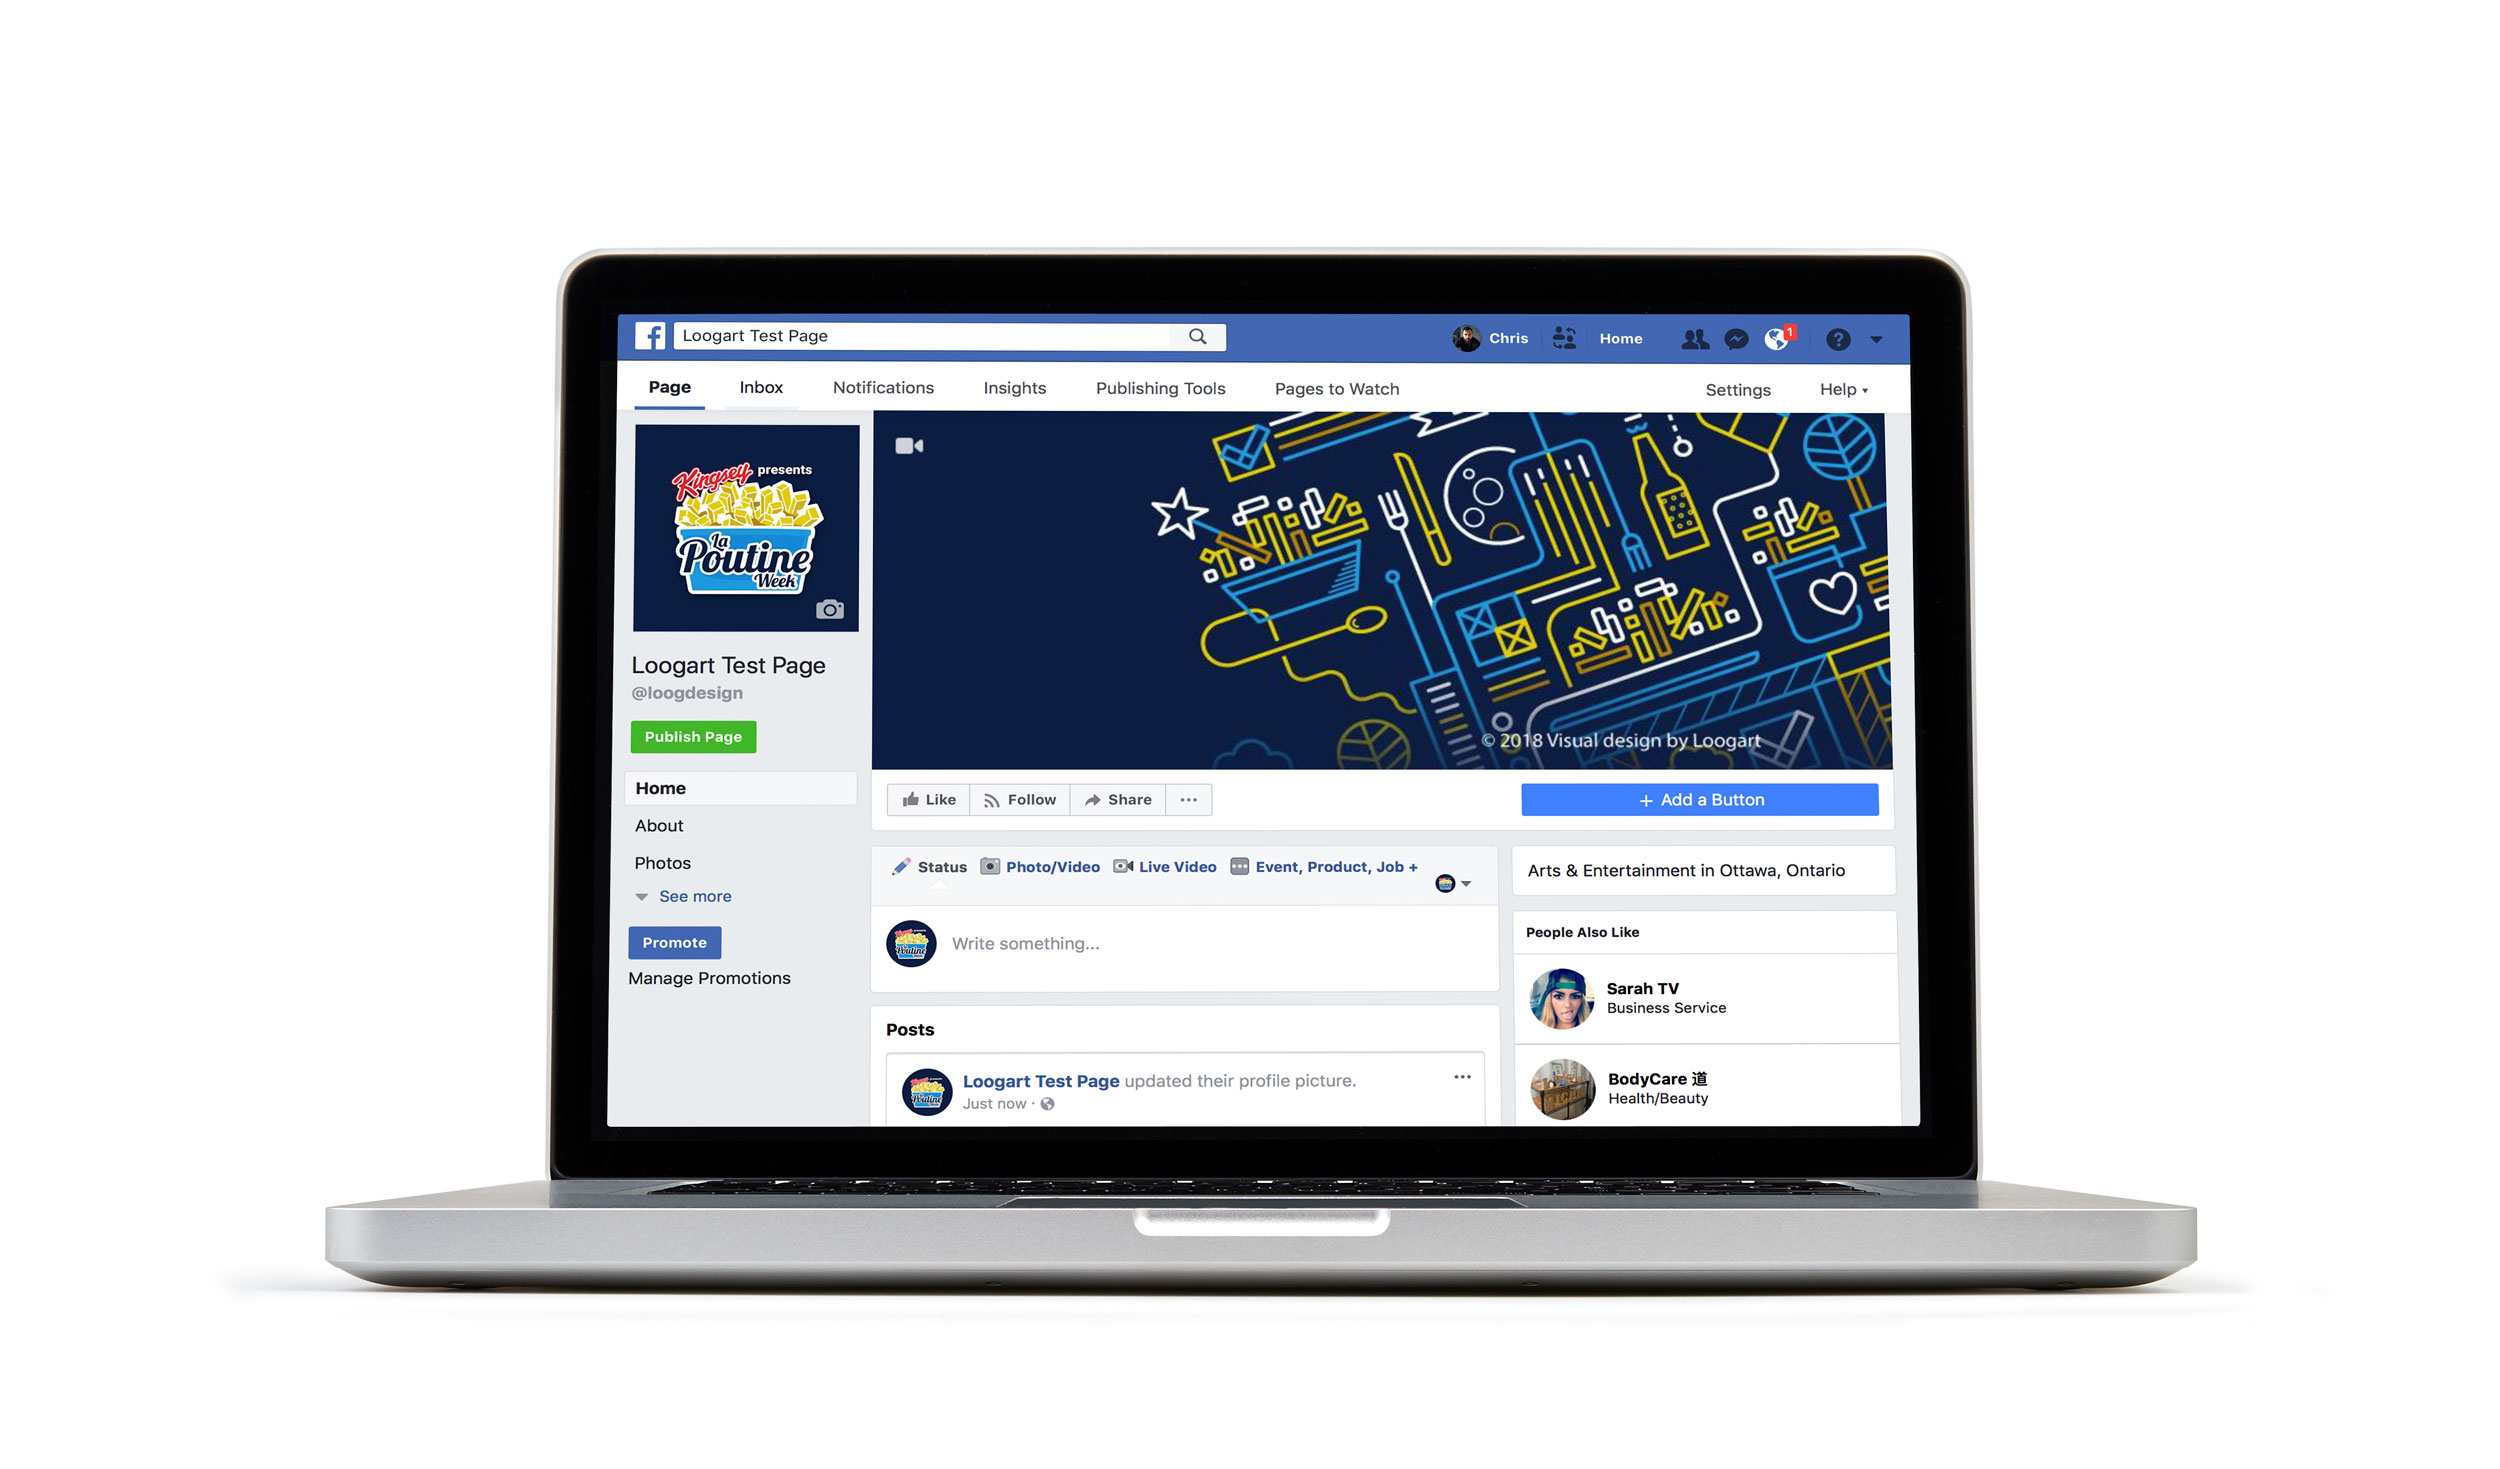 Loogart Test Page
Chris
Home
1
?
Page Inbox Notifications Insights Publishing Tools Pages to Watch Settings Help
Kingsey presents
La
Poutine
Week
Loogart Test Page
@loogdesign
Publish Page
Home
About
Photos
See more
Promote
Manage Promotions
© 2018 Visual design by Loogart
Like Follow Share ...
+ Add a Button
Status Photo/Video Live Video Event, Product, Job +
Write something...
Posts
Loogart Test Page updated their profile picture.
Just now ·
...
Arts & Entertainment in Ottawa, Ontario
People Also Like
Sarah TV
Business Service
BodyCare 道
Health/Beauty